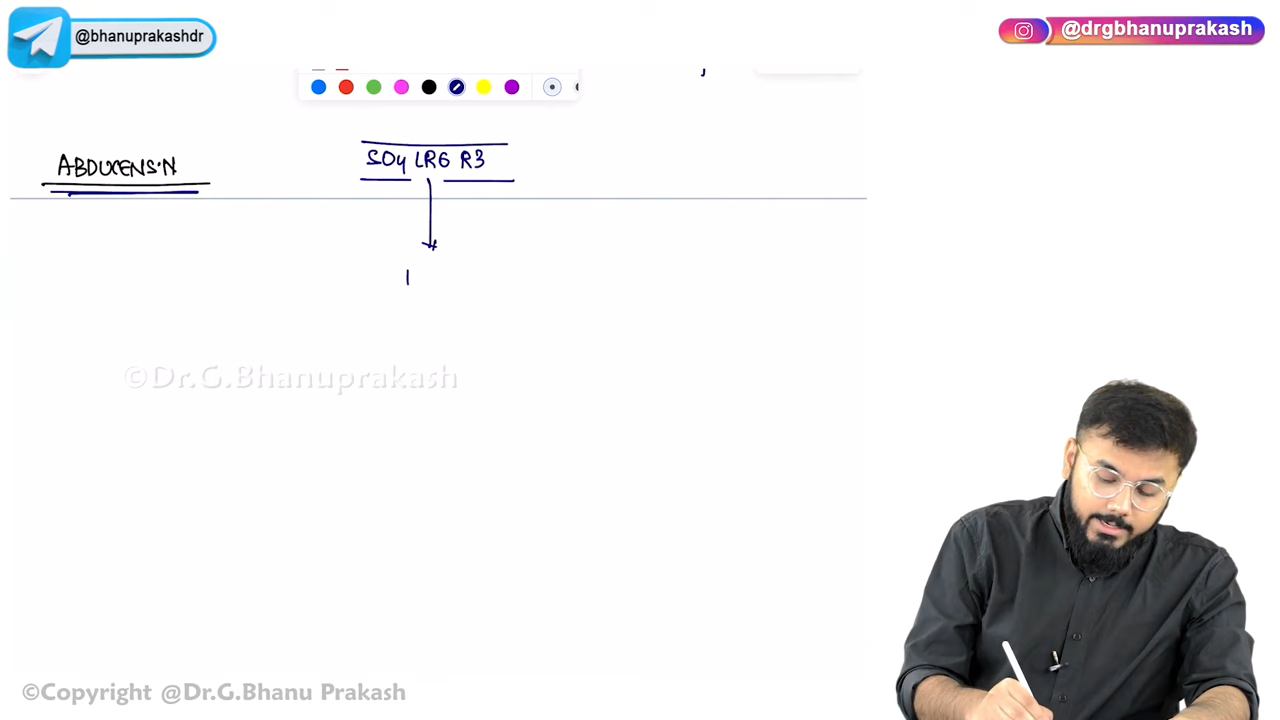 @bhanuprakashdr
@drgbhanuprakash
ABDUCENS.N
SO4 LR6 R3
©Dr.G.Bhanuprakash
©Copyright @Dr.G.Bhanu Prakash